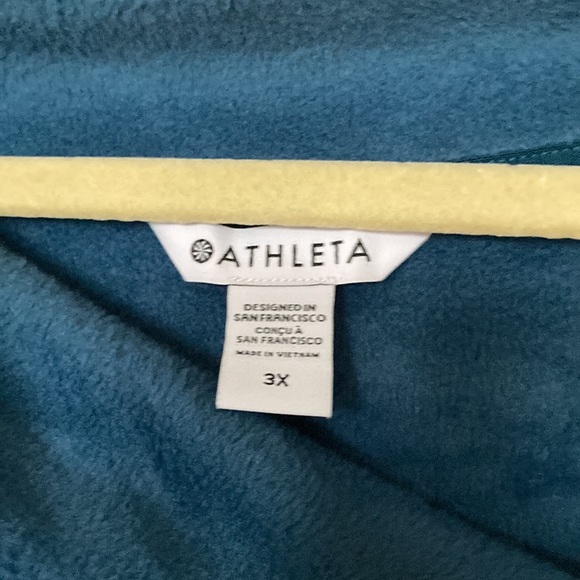 ATHLETA
DESIGNED IN
SAN FRANCISCO
CONÇU À
SAN FRANCISCO
MADE IN VIETNAM
3X